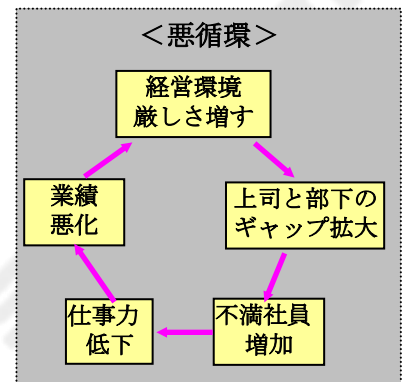 ＜悪循環＞
経営環境
厳しさ増す
上司と部下の
ギャップ拡大
不満社員
増加
仕事力
低下
業績
悪化